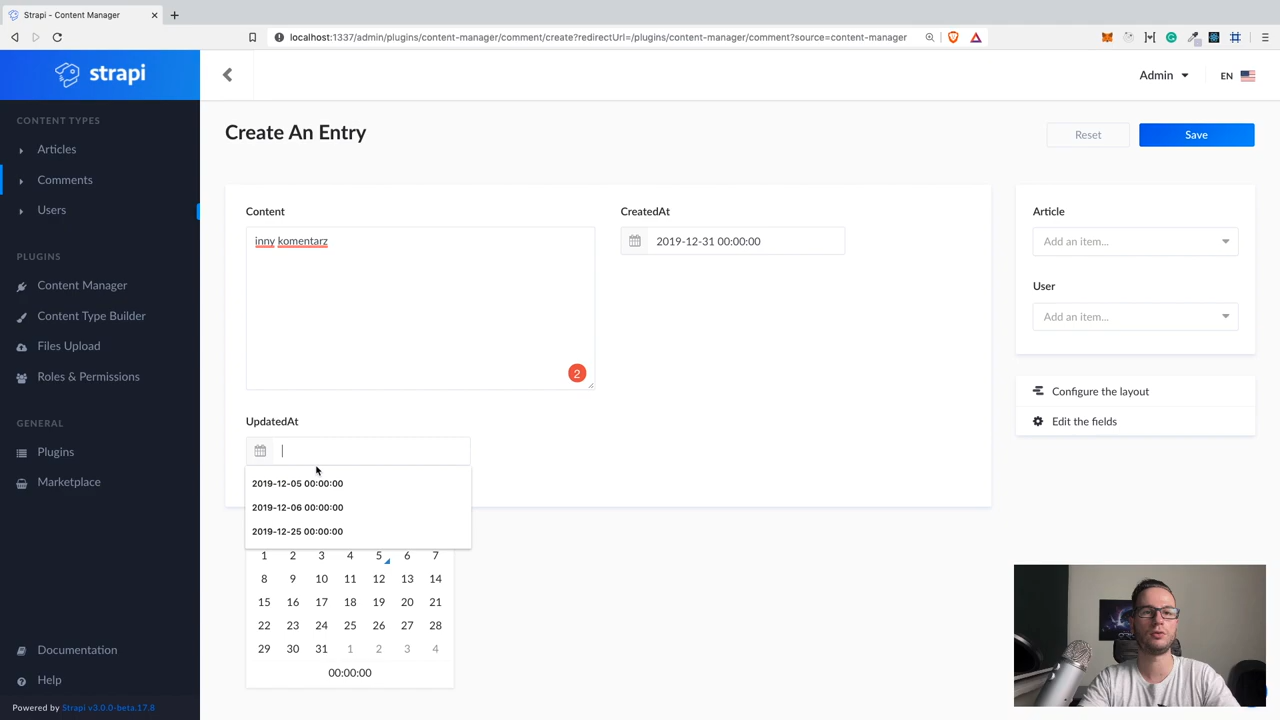 Strapi - Content Manager
localhost:1337/admin/plugins/content-manager/comment/create?redirectUrl=/plugins/content-manager/comment?source=content-manager
strapi
Admin
EN
CONTENT TYPES
Articles
Comments
Users
PLUGINS
Content Manager
Content Type Builder
Files Upload
Roles & Permissions
GENERAL
Plugins
Marketplace
Documentation
Help
Powered by Strapi v3.0.0-beta.17.8
Create An Entry
Reset
Save
Content
inny komentarz
2
CreatedAt
2019-12-31 00:00:00
UpdatedAt
2019-12-05 00:00:00
2019-12-06 00:00:00
2019-12-25 00:00:00
1 2 3 4 5 6 7
8 9 10 11 12 13 14
15 16 17 18 19 20 21
22 23 24 25 26 27 28
29 30 31 1 2 3 4
00:00:00
Article
Add an item...
User
Add an item...
Configure the layout
Edit the fields